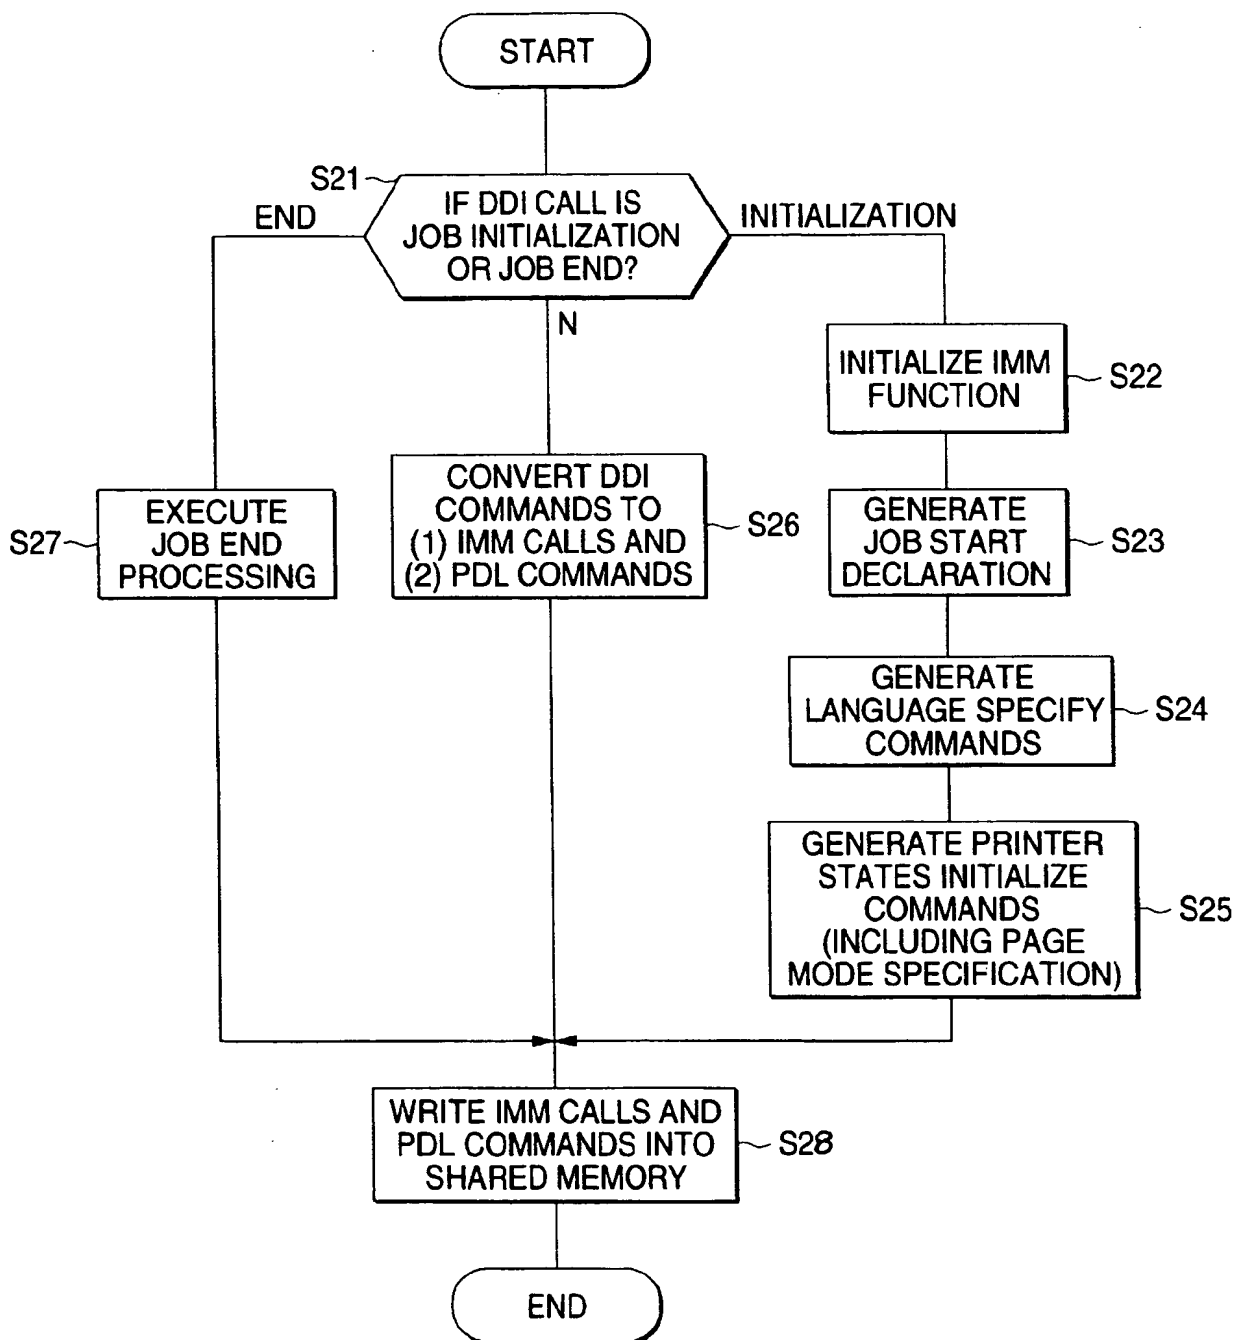 START
S21
IF DDI CALL IS
JOB INITIALIZATION
OR JOB END?
END
INITIALIZATION
N
INITIALIZE IMM
FUNCTION
S22
CONVERT DDI
COMMANDS TO
(1) IMM CALLS AND
(2) PDL COMMANDS
S26
EXECUTE
JOB END
PROCESSING
S27
GENERATE
JOB START
DECLARATION
S23
GENERATE
LANGUAGE SPECIFY
COMMANDS
S24
GENERATE PRINTER
STATES INITIALIZE
COMMANDS
(INCLUDING PAGE
MODE SPECIFICATION)
S25
WRITE IMM CALLS AND
PDL COMMANDS INTO
SHARED MEMORY
S28
END